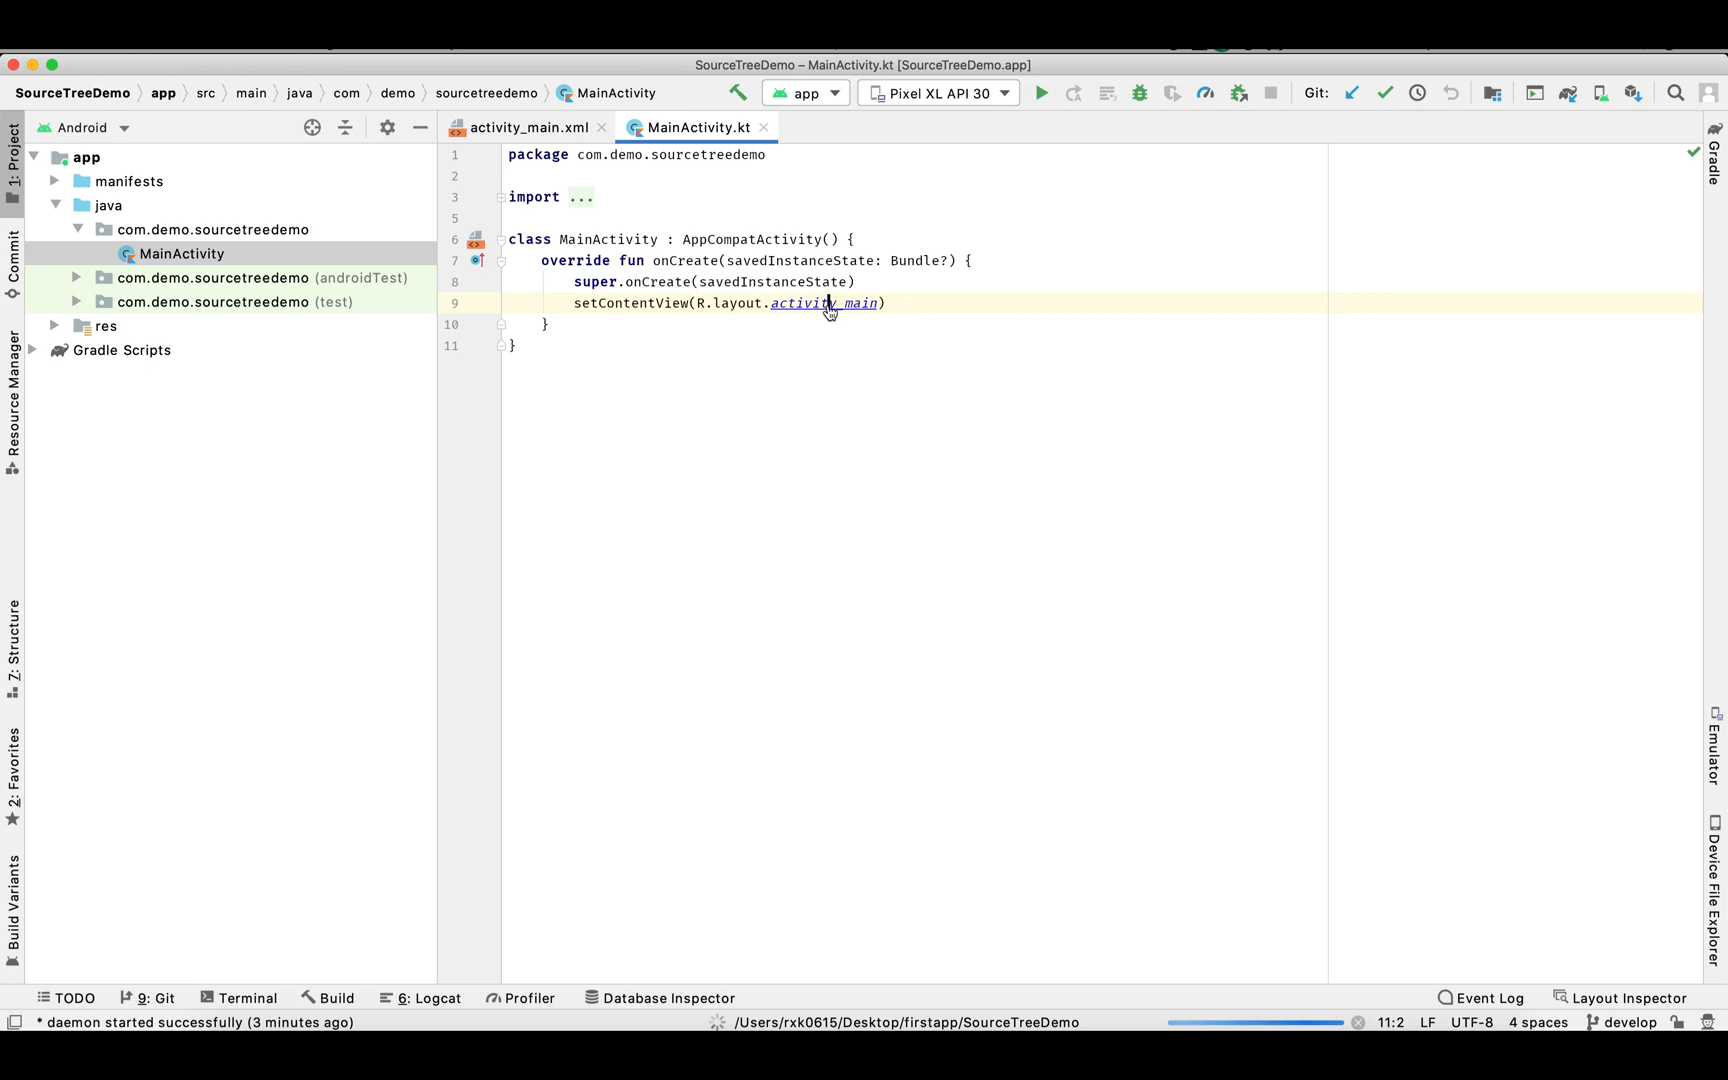 SourceTreeDemo – MainActivity.kt [SourceTreeDemo.app]
SourceTreeDemo app src main java com demo sourcetreedemo MainActivity app Pixel XL API 30 Git:
Android activity_main.xml MainActivity.kt
1: Project
Commit
Resource Manager
7: Structure
2: Favorites
Build Variants
app
manifests
java
com.demo.sourcetreedemo
MainActivity
com.demo.sourcetreedemo (androidTest)
com.demo.sourcetreedemo (test)
res
Gradle Scripts
1 package com.demo.sourcetreedemo
2
3 import ...
5
6 class MainActivity : AppCompatActivity() {
7 override fun onCreate(savedInstanceState: Bundle?) {
8 super.onCreate(savedInstanceState)
9 setContentView(R.layout.activity_main)
10 }
11 }
Gradle
Emulator
Device File Explorer
TODO 9: Git Terminal Build 6: Logcat Profiler Database Inspector Event Log Layout Inspector
* daemon started successfully (3 minutes ago) /Users/rxk0615/Desktop/firstapp/SourceTreeDemo 11:2 LF UTF-8 4 spaces develop